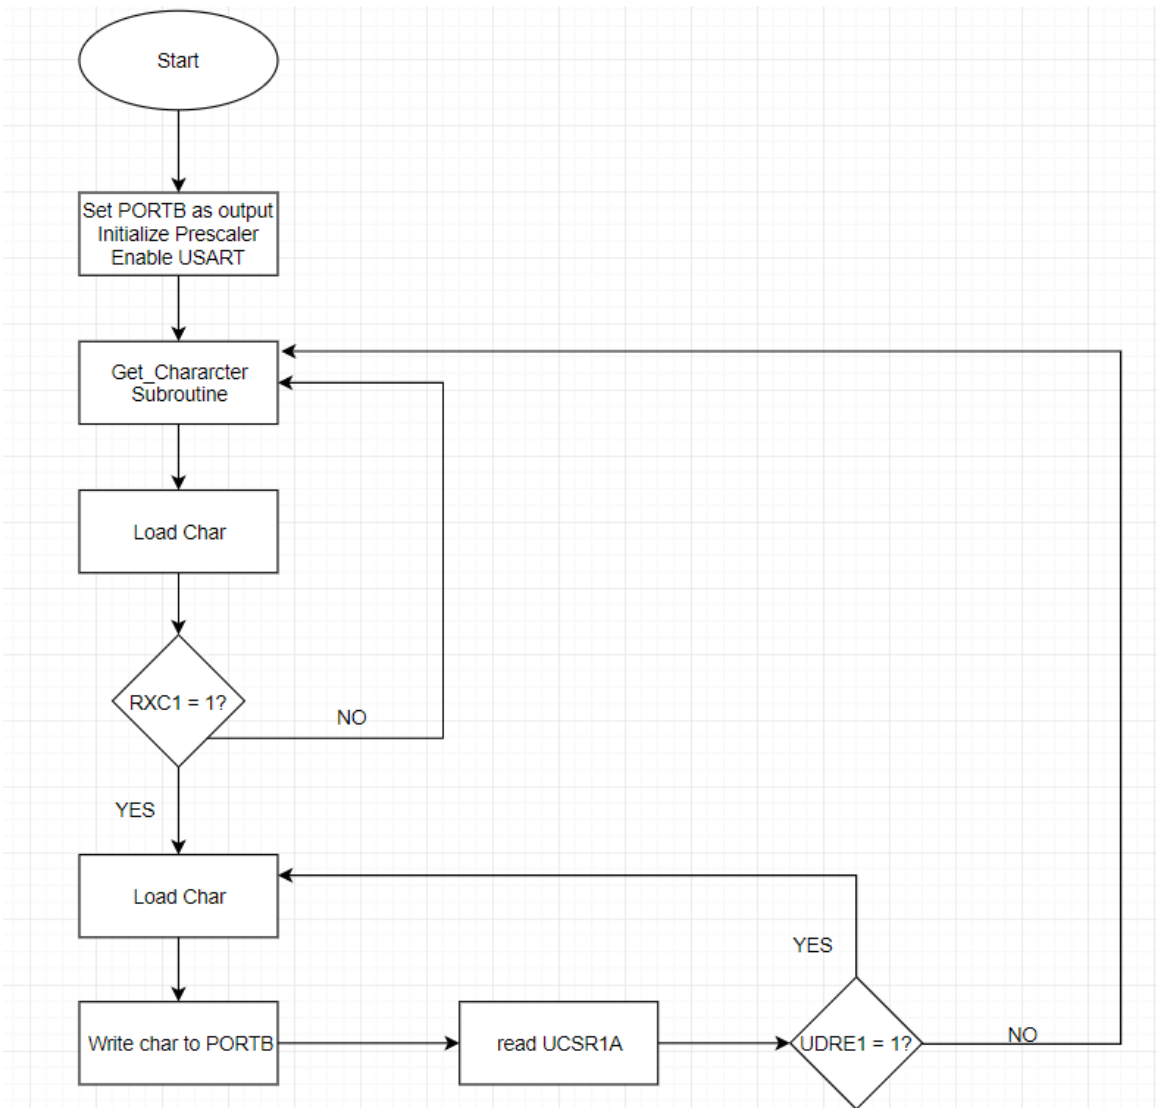 Start
Set PORTB as output
Initialize Prescaler
Enable USART
Get_Chararcter
Subroutine
Load Char
RXC1 = 1?
NO
YES
Load Char
YES
Write char to PORTB
read UCSR1A
UDRE1 = 1?
NO